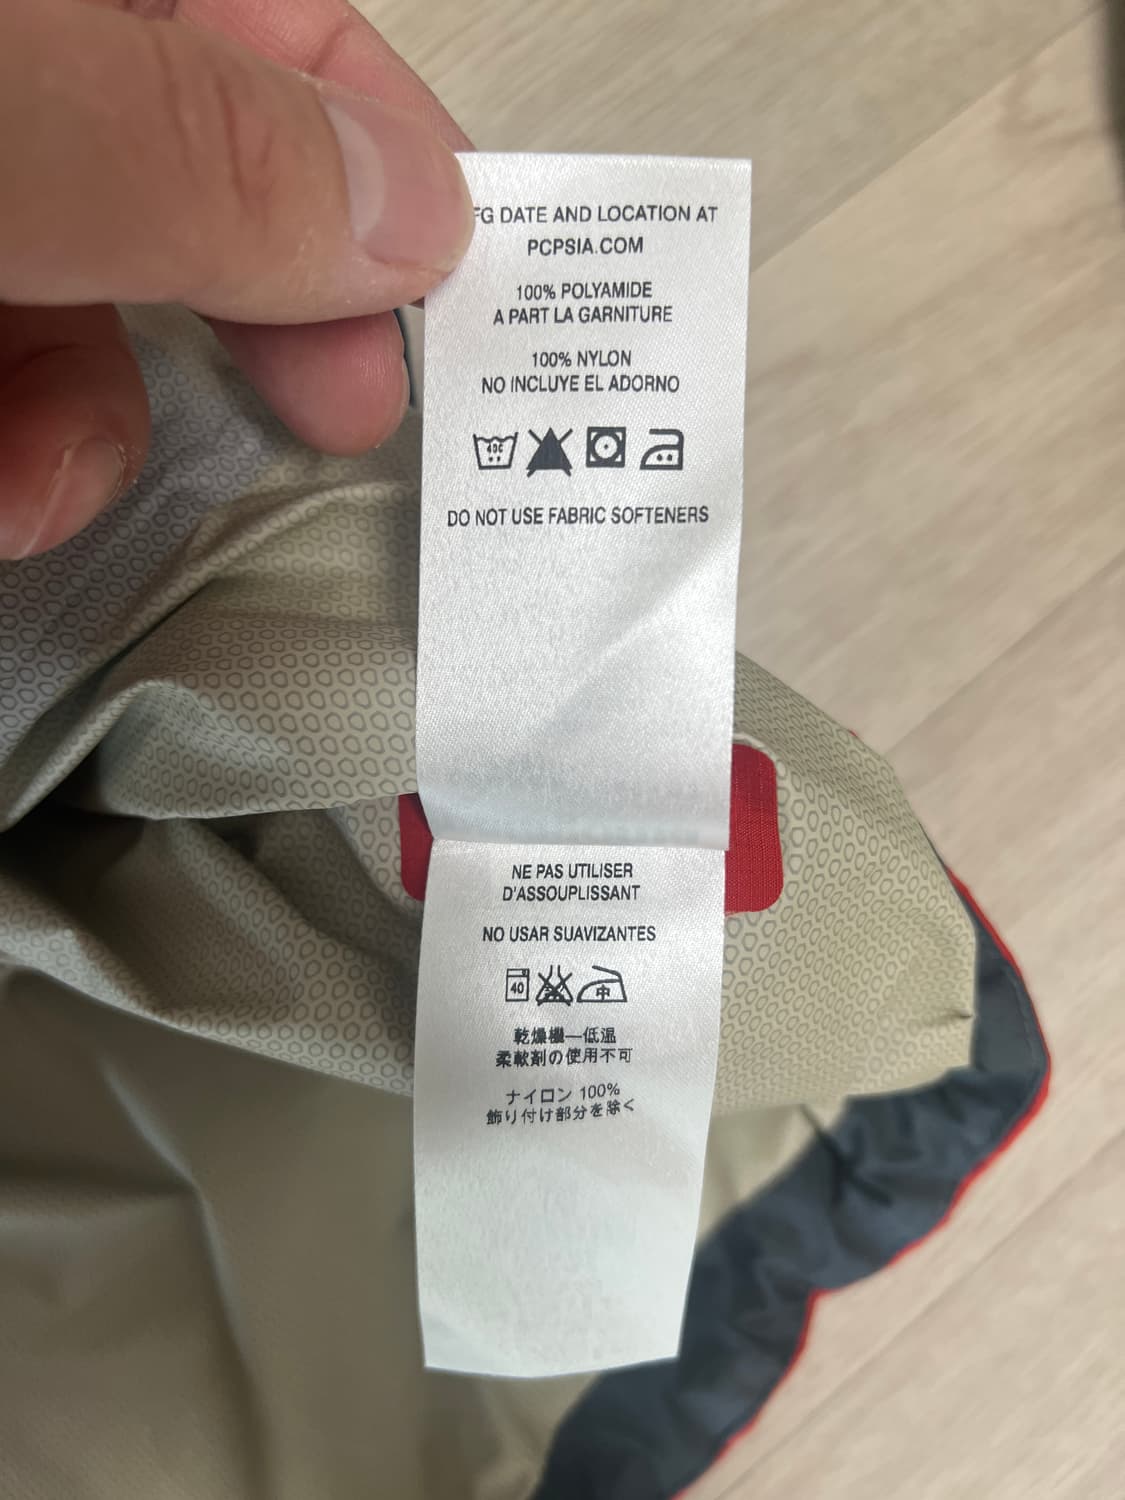 FG DATE AND LOCATION AT
PCPSIA.COM
100% POLYAMIDE
A PART LA GARNITURE
100% NYLON
NO INCLUYE EL ADORNO
40C
DO NOT USE FABRIC SOFTENERS
NE PAS UTILISER
D'ASSOUPLISSANT
NO USAR SUAVIZANTES
40 中
乾燥機—低温
柔軟剤の使用不可
ナイロン 100%
飾り付け部分を除く